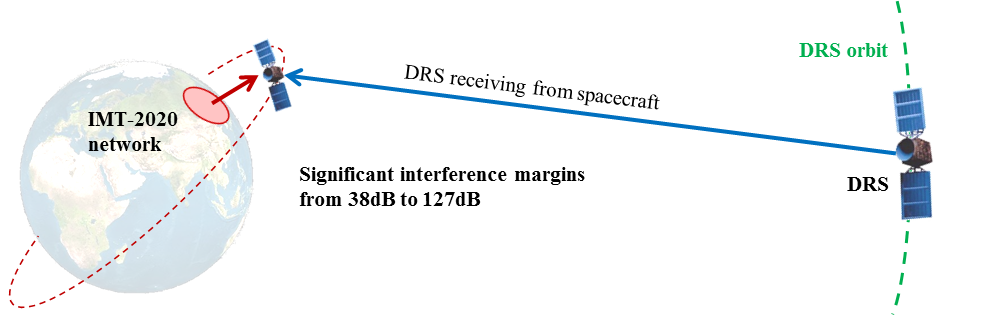 DRS orbit
DRS receiving from spacecraft
IMT-2020
network
Significant interference margins
from 38dB to 127dB
DRS